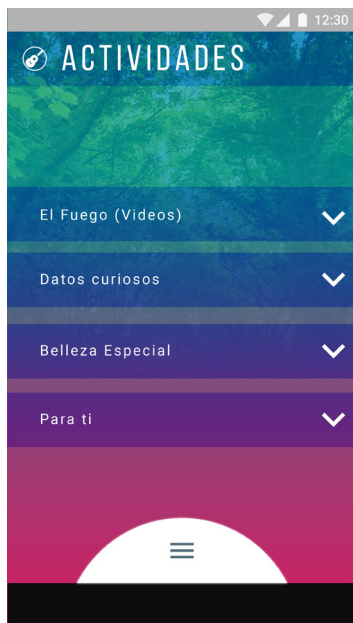 12:30
ACTIVIDADES
El Fuego (Videos)
Datos curiosos
Belleza Especial
Para ti